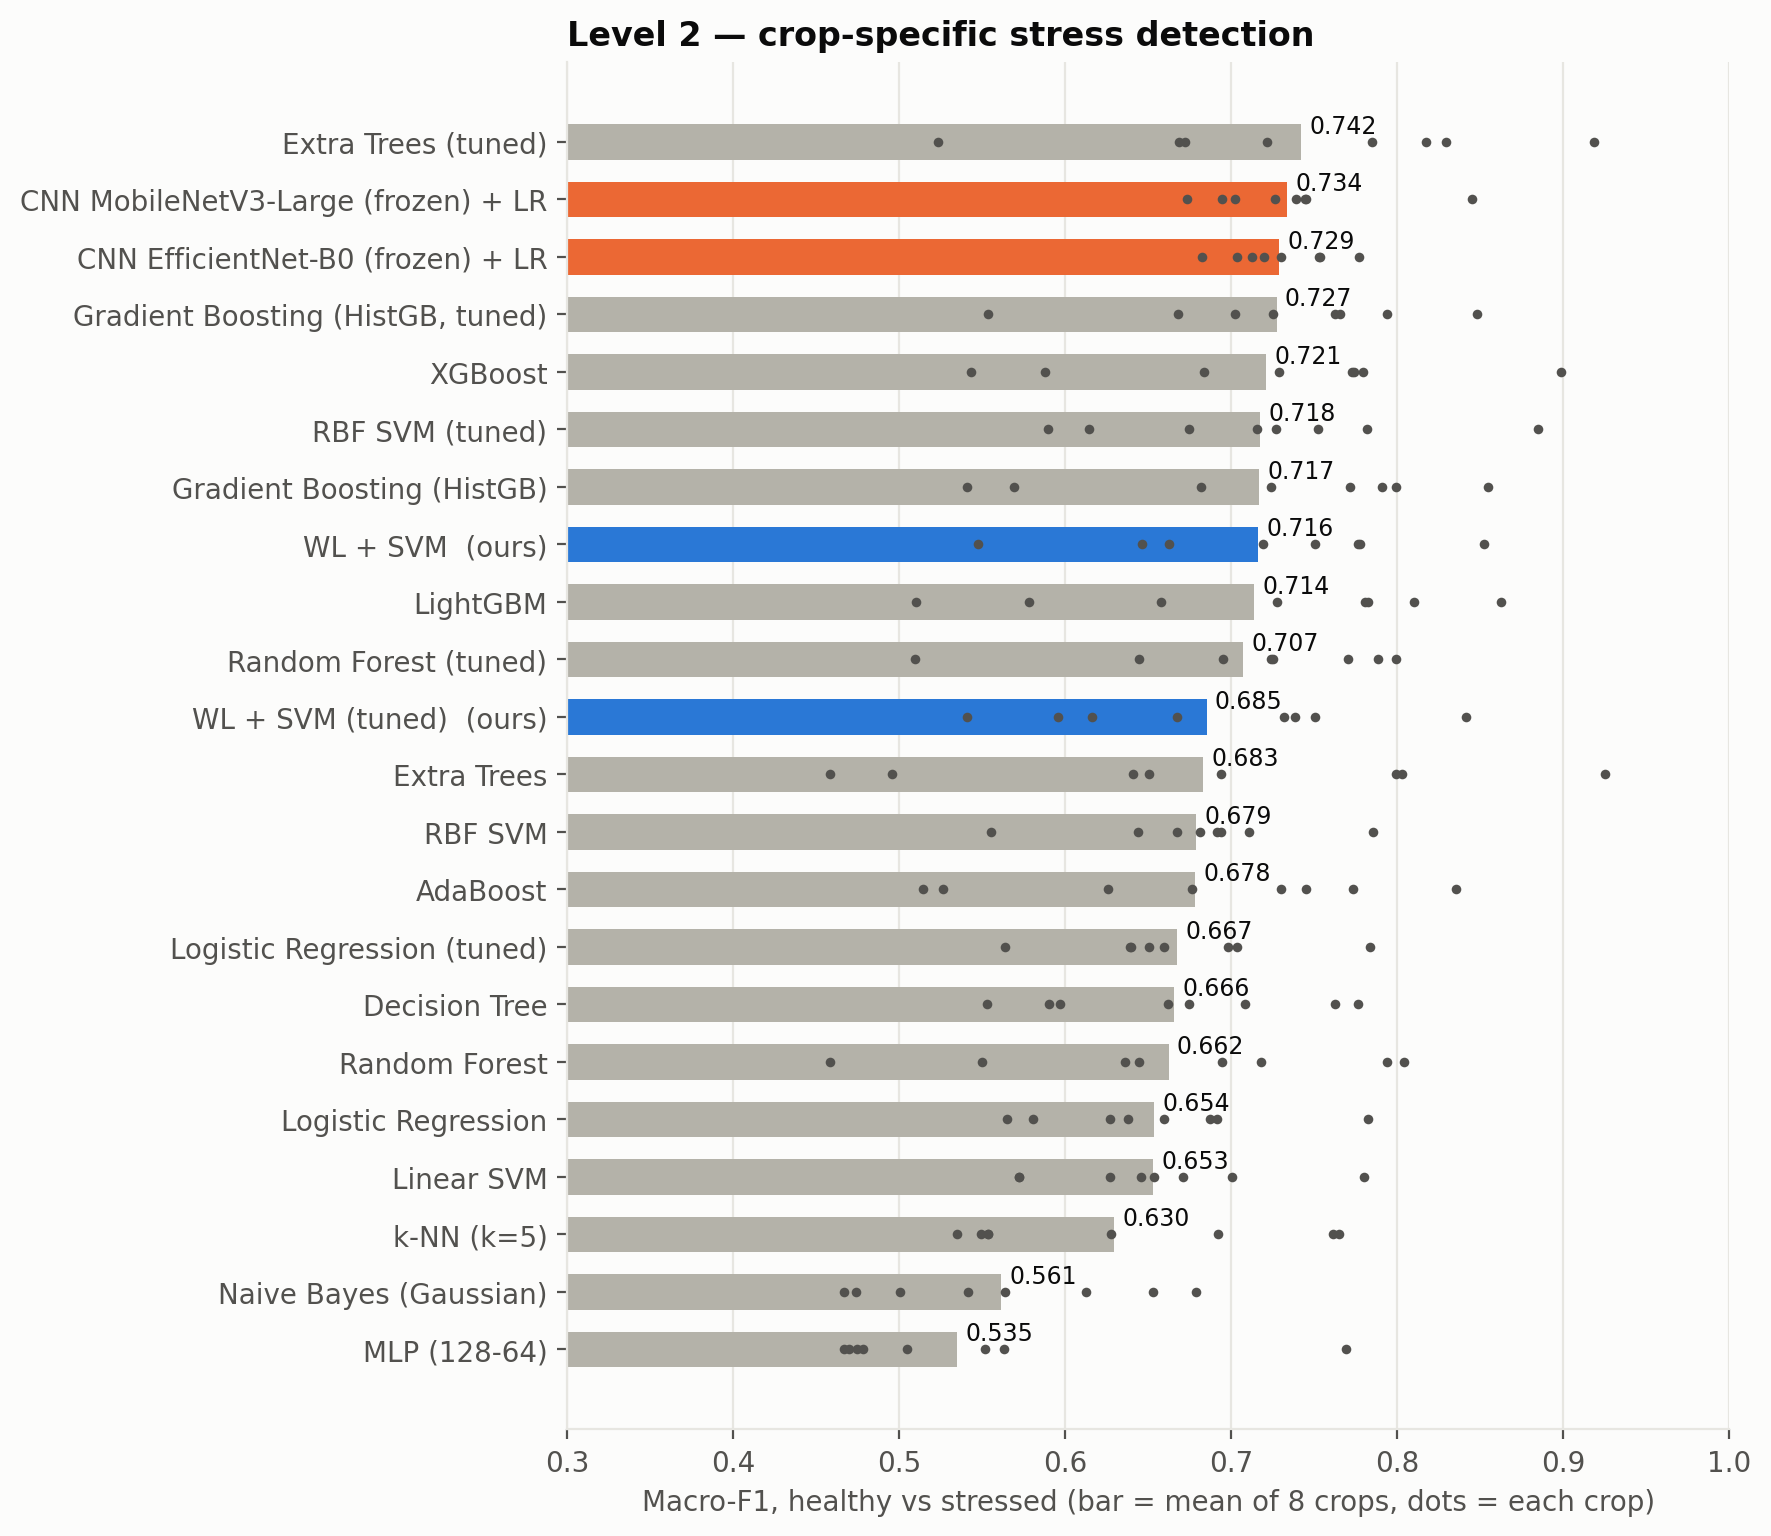 Level 2 — crop-specific stress detection
Extra Trees (tuned) 0.742
CNN MobileNetV3-Large (frozen) + LR 0.734
CNN EfficientNet-B0 (frozen) + LR 0.729
Gradient Boosting (HistGB, tuned) 0.727
XGBoost 0.721
RBF SVM (tuned) 0.718
Gradient Boosting (HistGB) 0.717
WL + SVM  (ours) 0.716
LightGBM 0.714
Random Forest (tuned) 0.707
WL + SVM (tuned)  (ours) 0.685
Extra Trees 0.683
RBF SVM 0.679
AdaBoost 0.678
Logistic Regression (tuned) 0.667
Decision Tree 0.666
Random Forest 0.662
Logistic Regression 0.654
Linear SVM 0.653
k-NN (k=5) 0.630
Naive Bayes (Gaussian) 0.561
MLP (128-64) 0.535
0.3 0.4 0.5 0.6 0.7 0.8 0.9 1.0
Macro-F1, healthy vs stressed (bar = mean of 8 crops, dots = each crop)